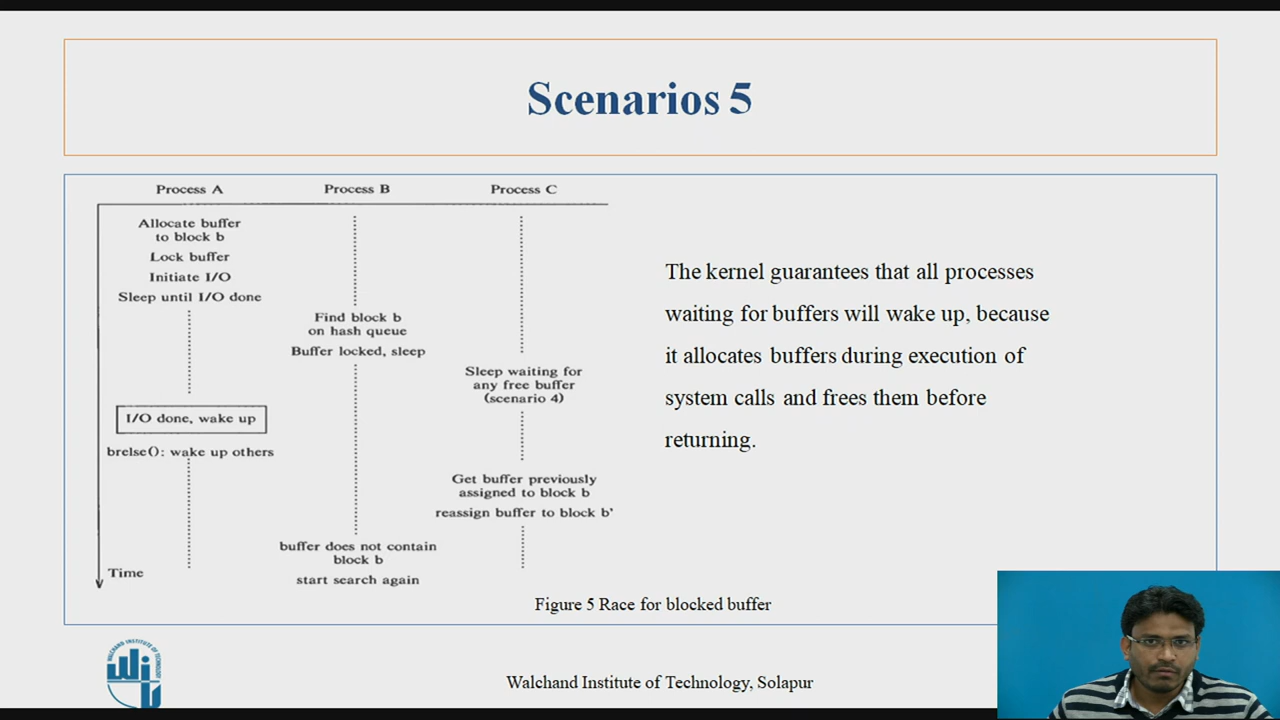 Scenarios 5
Process A
Process B
Process C
Allocate buffer
to block b
Lock buffer
Initiate I/O
Sleep until I/O done
Find block b
on hash queue
Buffer locked, sleep
Sleep waiting for
any free buffer
(scenario 4)
I/O done, wake up
brelse(): wake up others
Get buffer previously
assigned to block b
reassign buffer to block b'
buffer does not contain
block b
start search again
Time
The kernel guarantees that all processes
waiting for buffers will wake up, because
it allocates buffers during execution of
system calls and frees them before
returning.
Figure 5 Race for blocked buffer
WALCHAND INSTITUTE OF TECHNOLOGY
Walchand Institute of Technology, Solapur